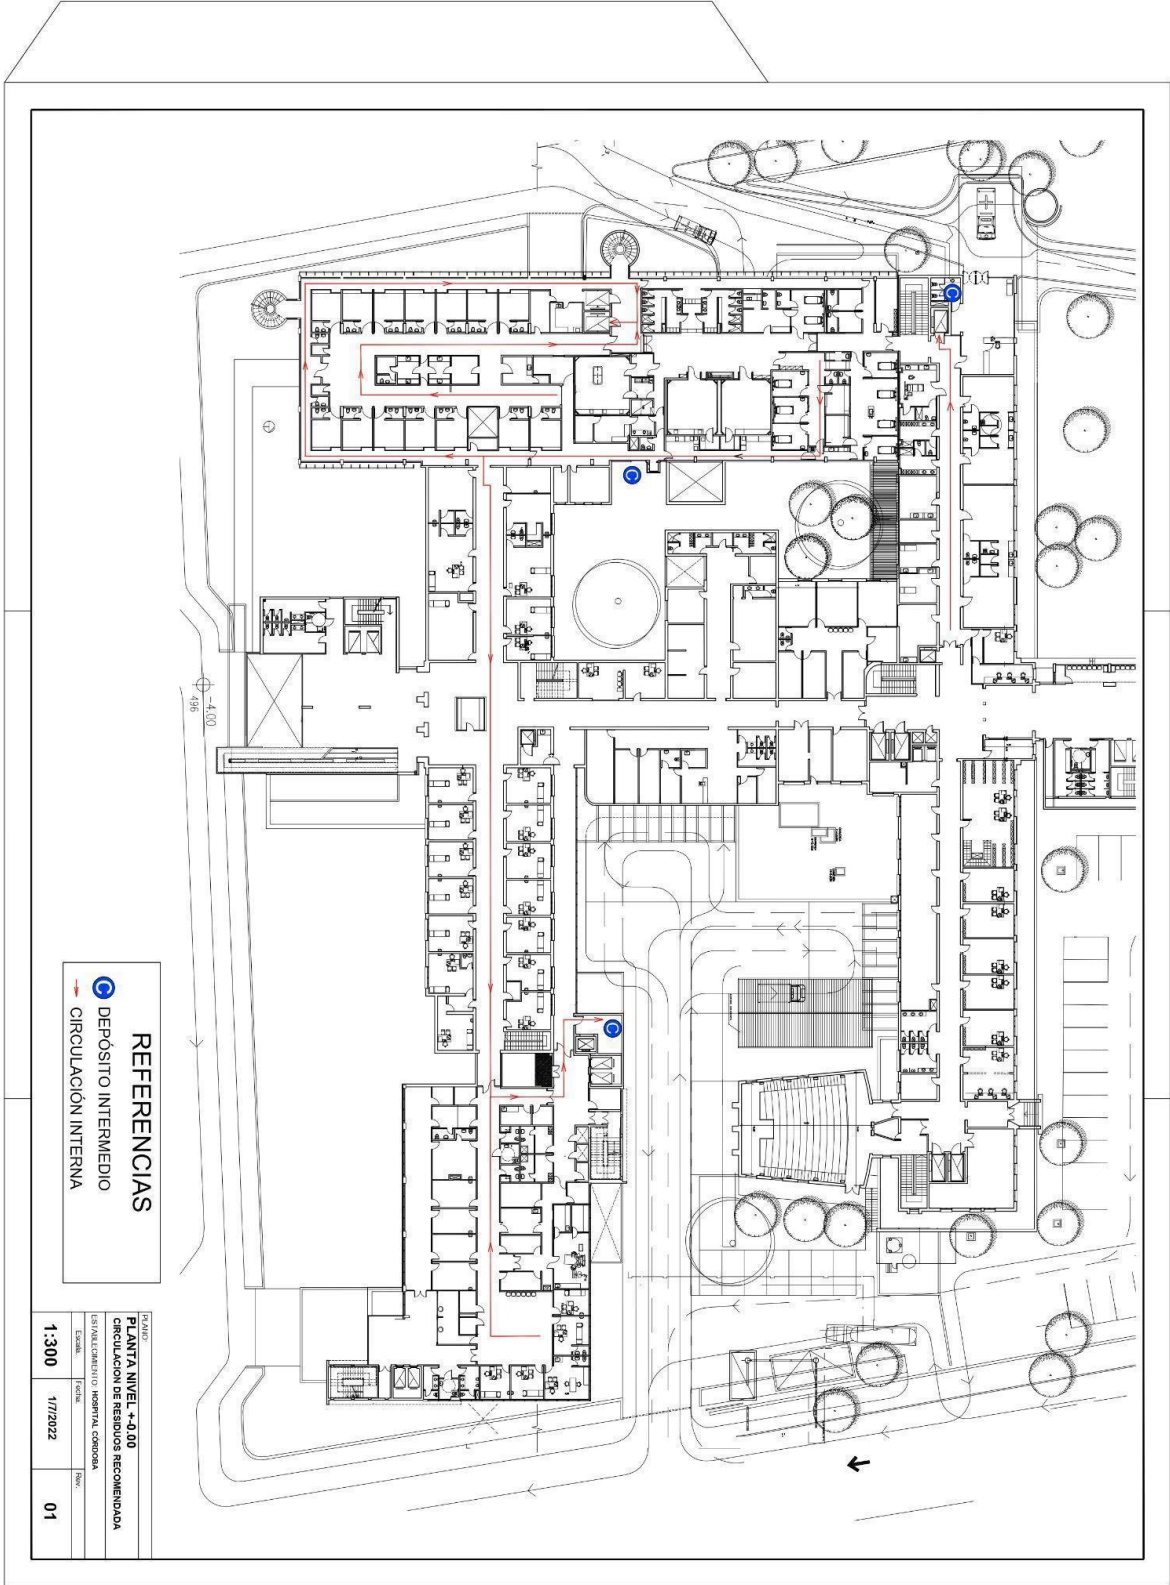 REFERENCIAS
C DEPÓSITO INTERMEDIO
CIRCULACIÓN INTERNA
PLANO:
PLANTA NIVEL +-0.00
CIRCULACION DE RESIDUOS RECOMENDADA
ESTABLECIMIENTO: HOSPITAL CÓRDOBA
Escala: Fecha: Rev.
1:300 1/7/2022 01
-4.00
496
C
C
C